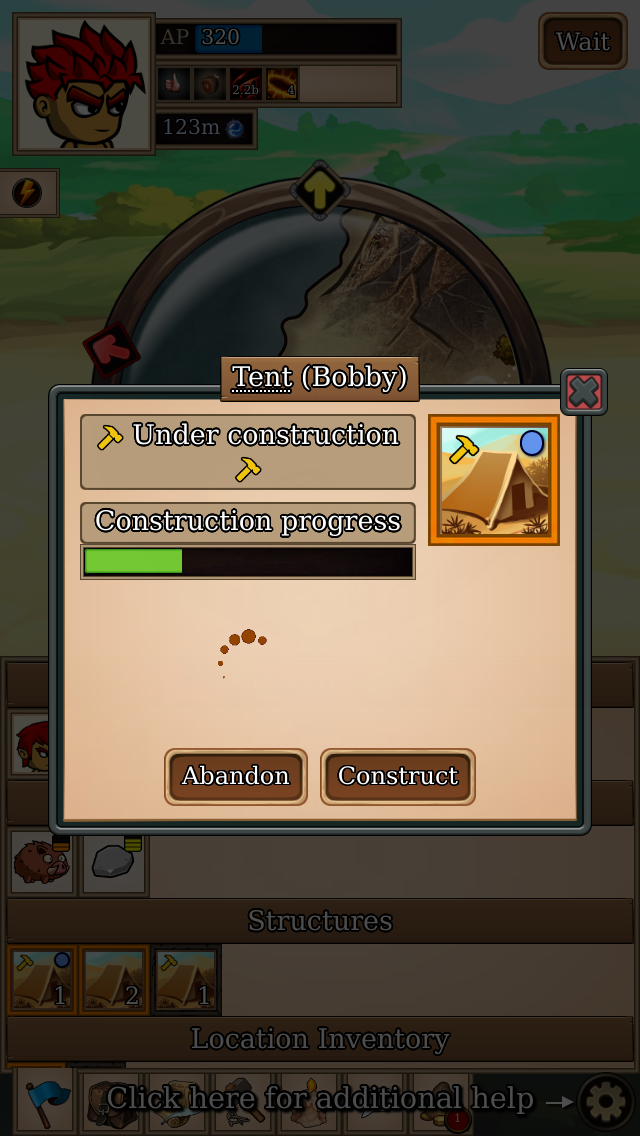 AP 320
Wait
2.2b
4
123m
Tent (Bobby)
Under construction
Construction progress
Abandon
Construct
Structures
1
2
1
Location Inventory
Click here for additional help
1